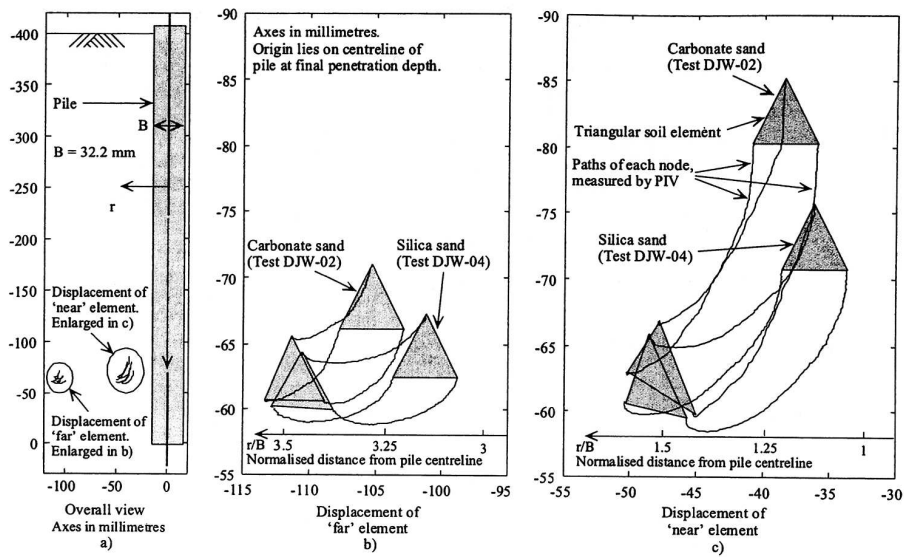 -400
-350
-300
-250
-200
-150
-100
-50
0
Pile
B
B = 32.2 mm
r
Displacement of
'near' element.
Enlarged in c)
Displacement of
'far' element.
Enlarged in b)
-100
-50
0
Overall view
Axes in millimetres
a)
-90
-85
-80
-75
-70
-65
-60
-55
Axes in millimetres.
Origin lies on centreline of
pile at final penetration depth.
Carbonate sand
(Test DJW-02)
Silica sand
(Test DJW-04)
r/B
3.5
3.25
3
Normalised distance from pile centreline
-115
-110
-105
-100
-95
Displacement of
'far' element
b)
-90
-85
-80
-75
-70
-65
-60
-55
Carbonate sand
(Test DJW-02)
Triangular soil element
Paths of each node,
measured by PIV
Silica sand
(Test DJW-04)
r/B
1.5
1.25
1
Normalised distance from pile centreline
-55
-50
-45
-40
-35
-30
Displacement of
'near' element
c)